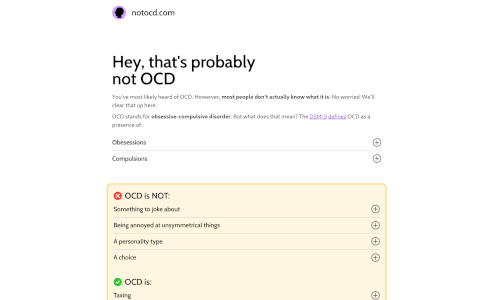 notocd.com
Hey, that's probably
not OCD
You've most likely heard of OCD. Howerver, most people don't actually know what it is. No worries! We'll
clear that up here.
OCD stands for obsessive-compulsive disorder. But what does that mean? The DSM-5 defines OCD as a
presence of:
Obesessions
Compulsions
OCD is NOT:
Something to joke about
Being annoyed at unsymmetrical things
A personality type
A choice
OCD is:
Taxing